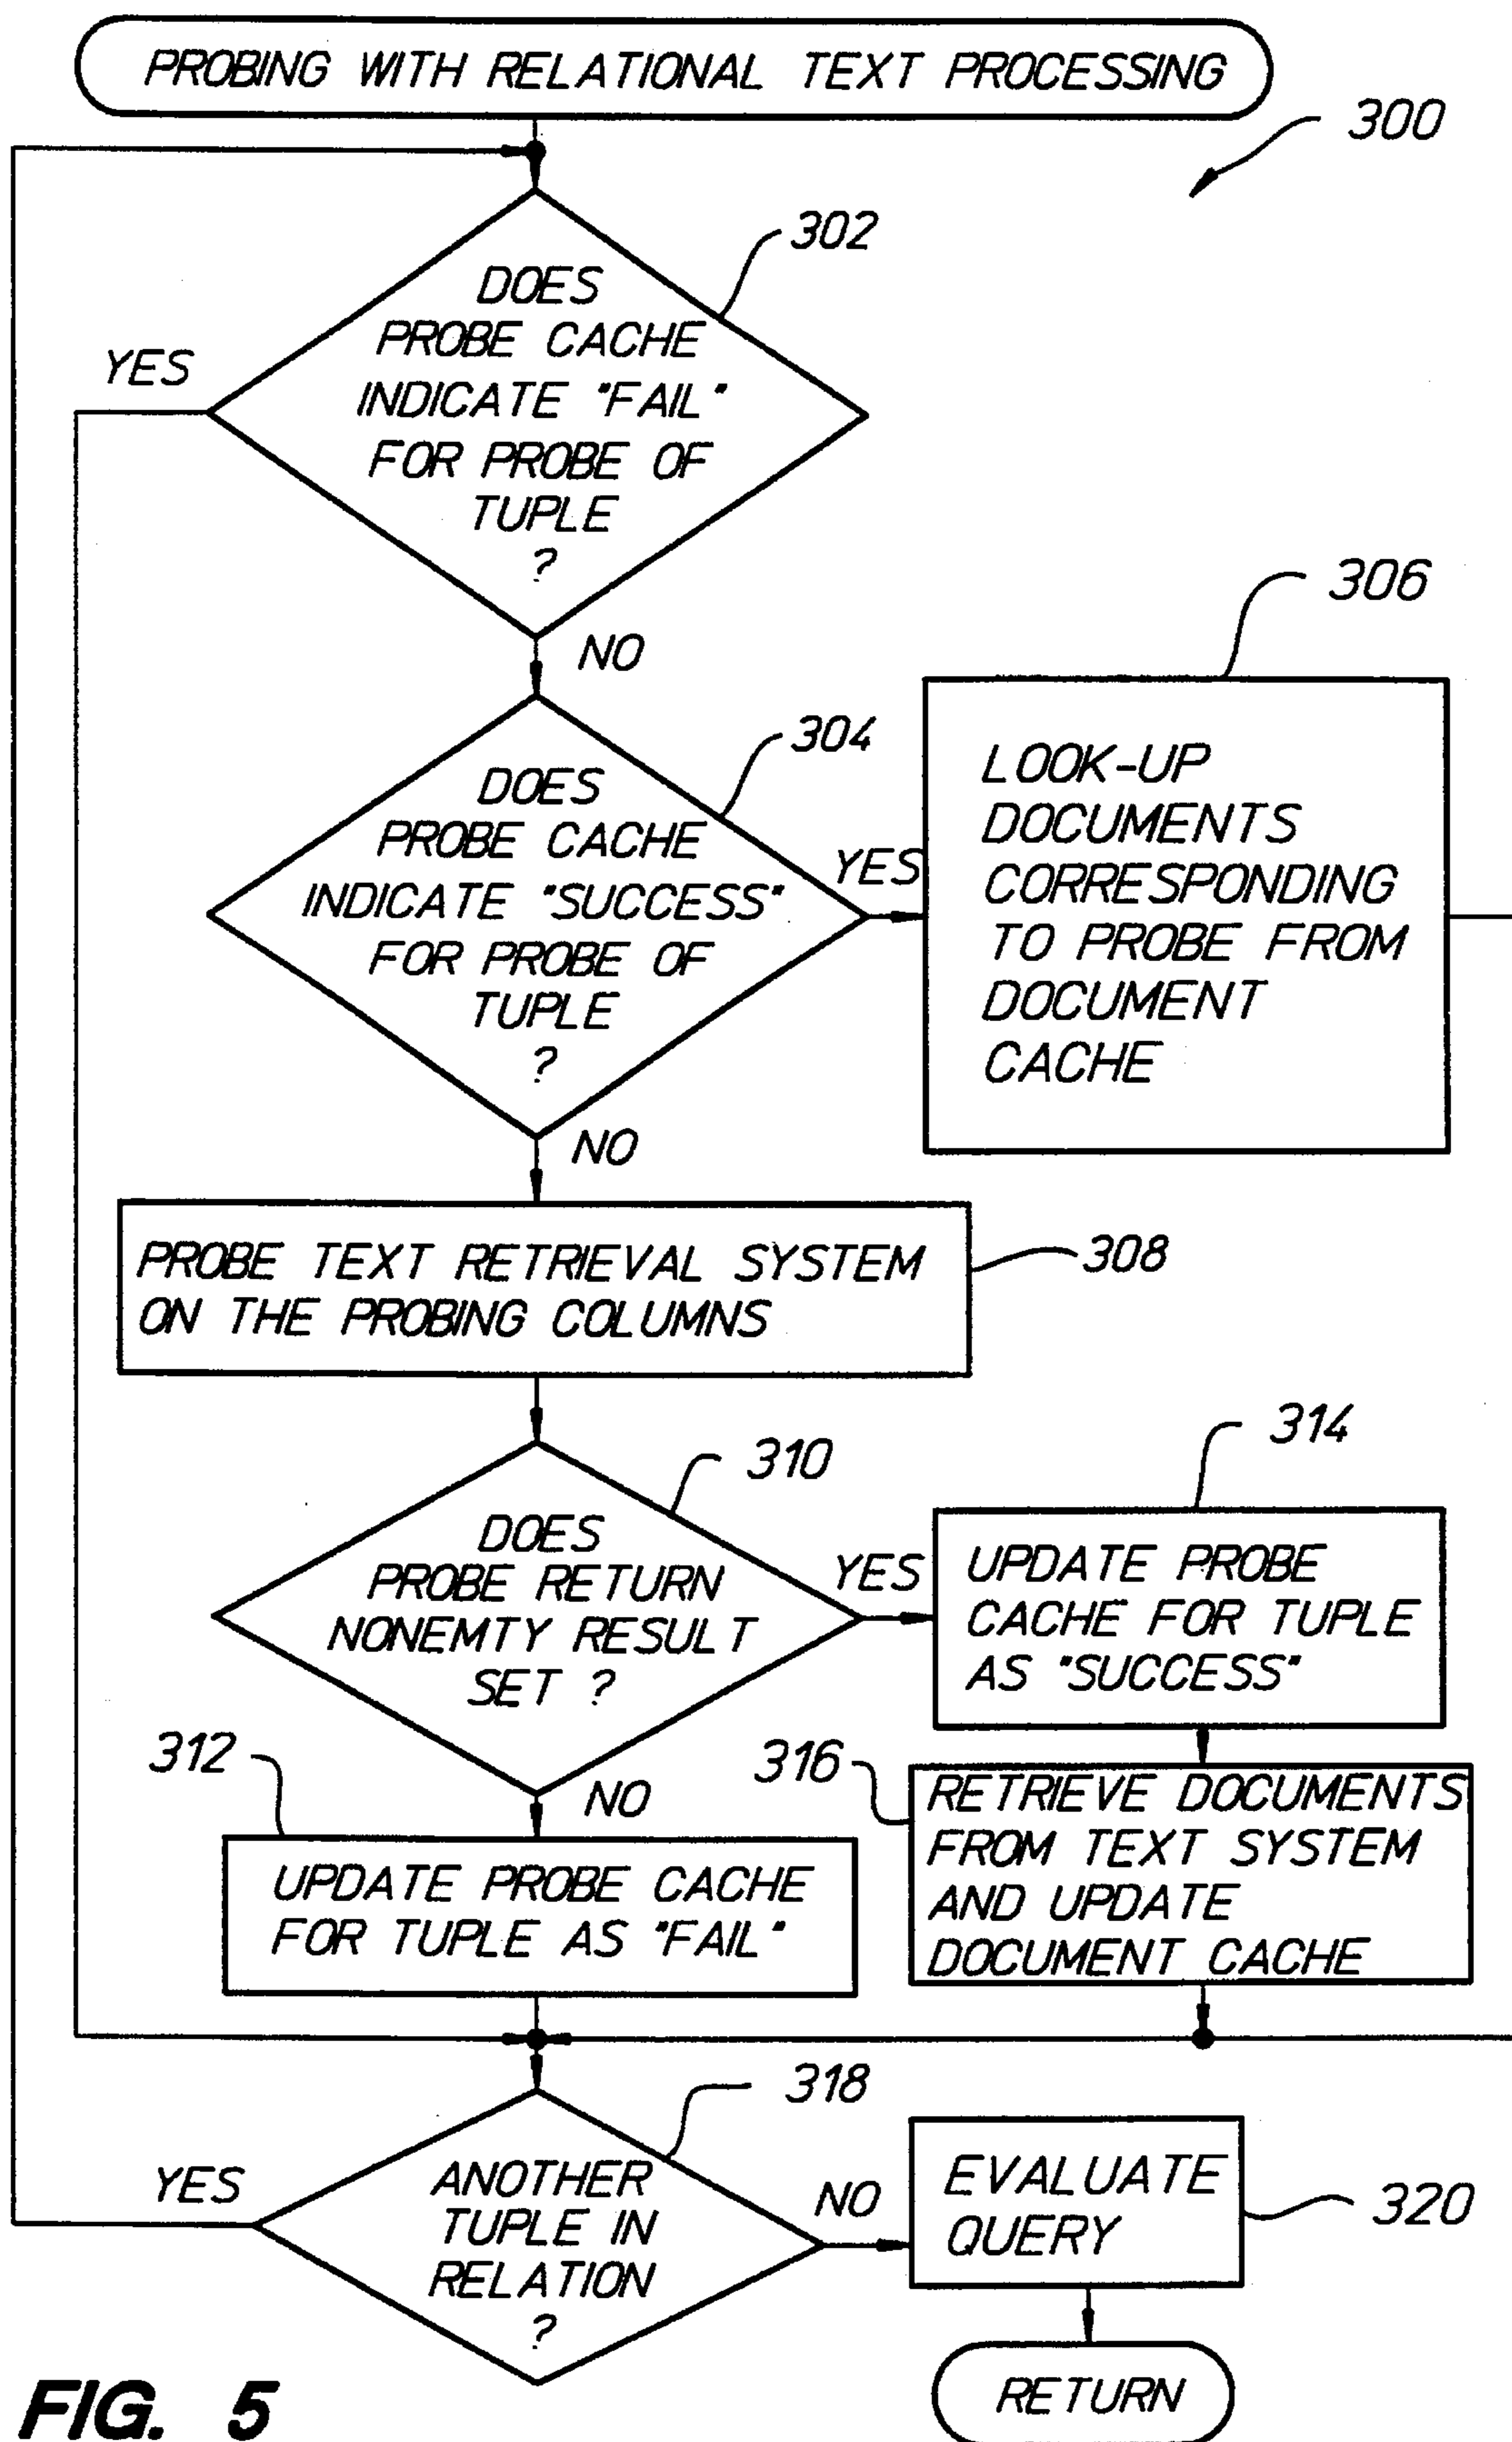 PROBING WITH RELATIONAL TEXT PROCESSING
300
302
DOES
PROBE CACHE
INDICATE "FAIL"
FOR PROBE OF
TUPLE
?
YES
NO
304
DOES
PROBE CACHE
INDICATE "SUCCESS"
FOR PROBE OF
TUPLE
?
YES
NO
306
LOOK-UP
DOCUMENTS
CORRESPONDING
TO PROBE FROM
DOCUMENT
CACHE
PROBE TEXT RETRIEVAL SYSTEM
ON THE PROBING COLUMNS
308
310
DOES
PROBE RETURN
NONEMTY RESULT
SET ?
YES
NO
314
UPDATE PROBE
CACHE FOR TUPLE
AS "SUCCESS"
312
UPDATE PROBE CACHE
FOR TUPLE AS "FAIL"
316
RETRIEVE DOCUMENTS
FROM TEXT SYSTEM
AND UPDATE
DOCUMENT CACHE
318
ANOTHER
TUPLE IN
RELATION
?
YES
NO
EVALUATE
QUERY
320
RETURN
FIG. 5